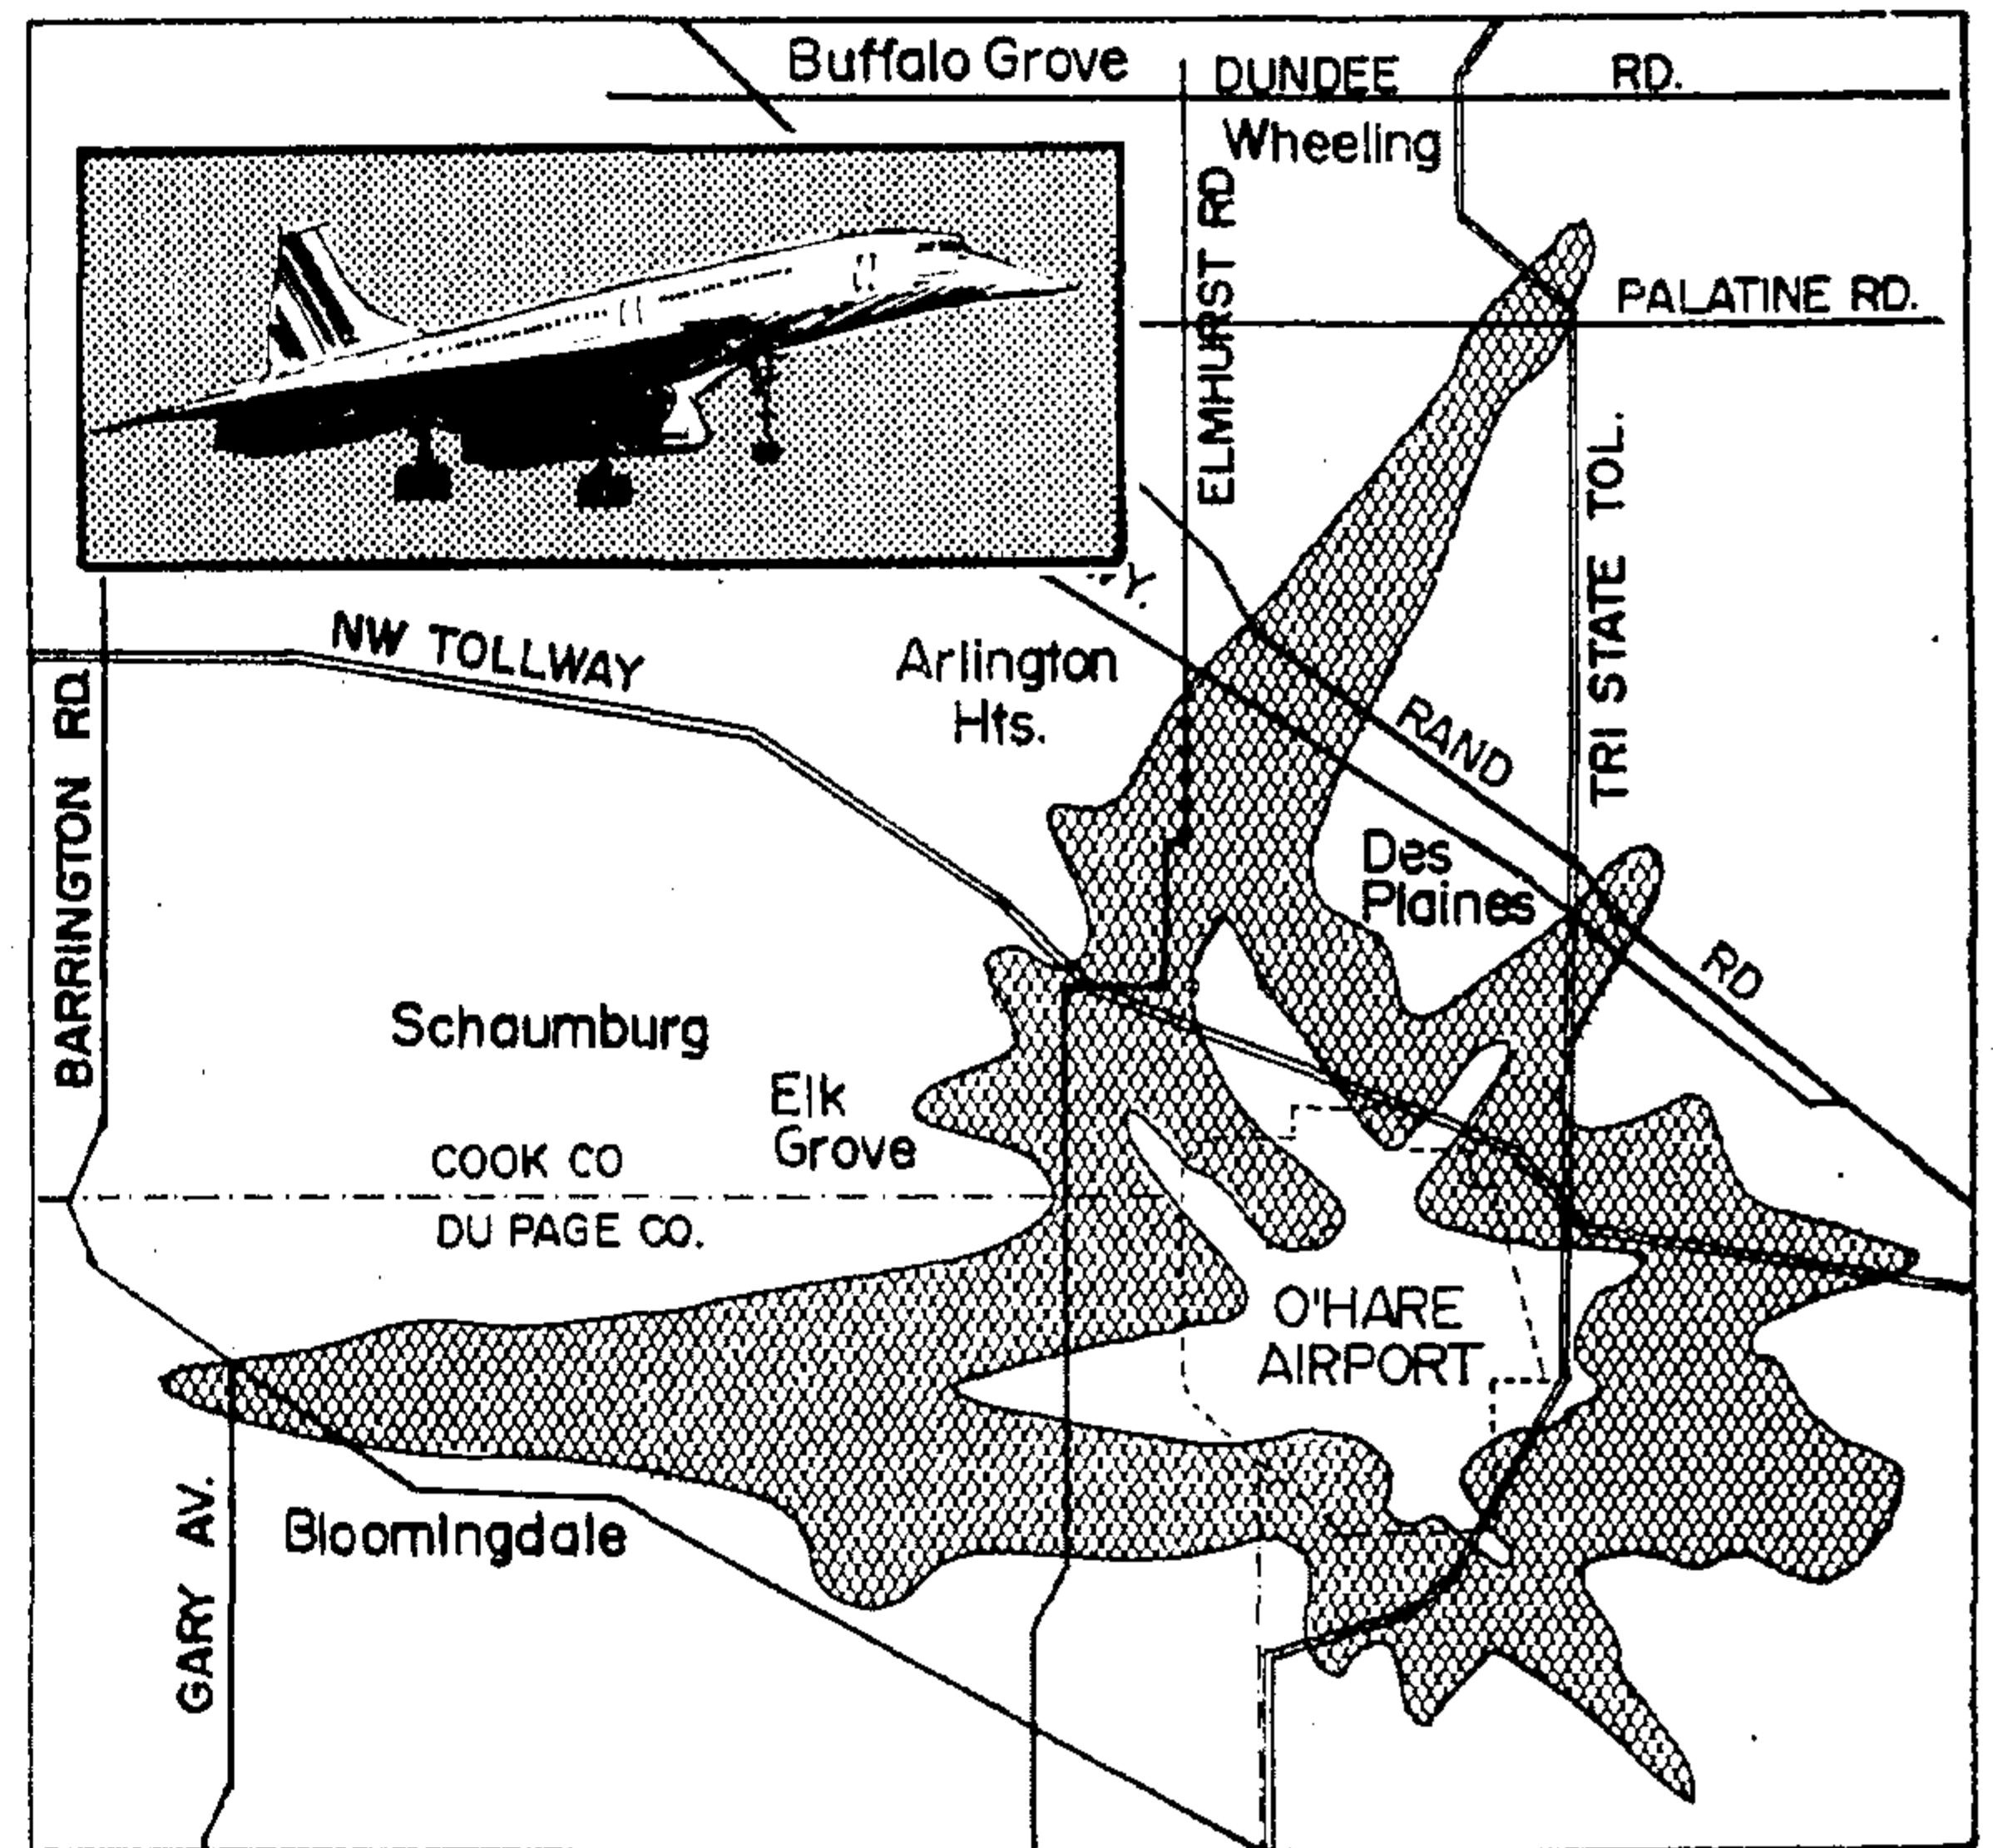 Buffalo Grove
DUNDEE RD.
Wheeling
ELMHURST RD
PALATINE RD.
TRI STATE TOL.
NW TOLLWAY
Arlington
Hts.
RAND RD
BARRINGTON RD.
Des
Plaines
Schaumburg
Elk
Grove
COOK CO
DU PAGE CO.
O'HARE
AIRPORT
GARY AV.
Bloomingdale